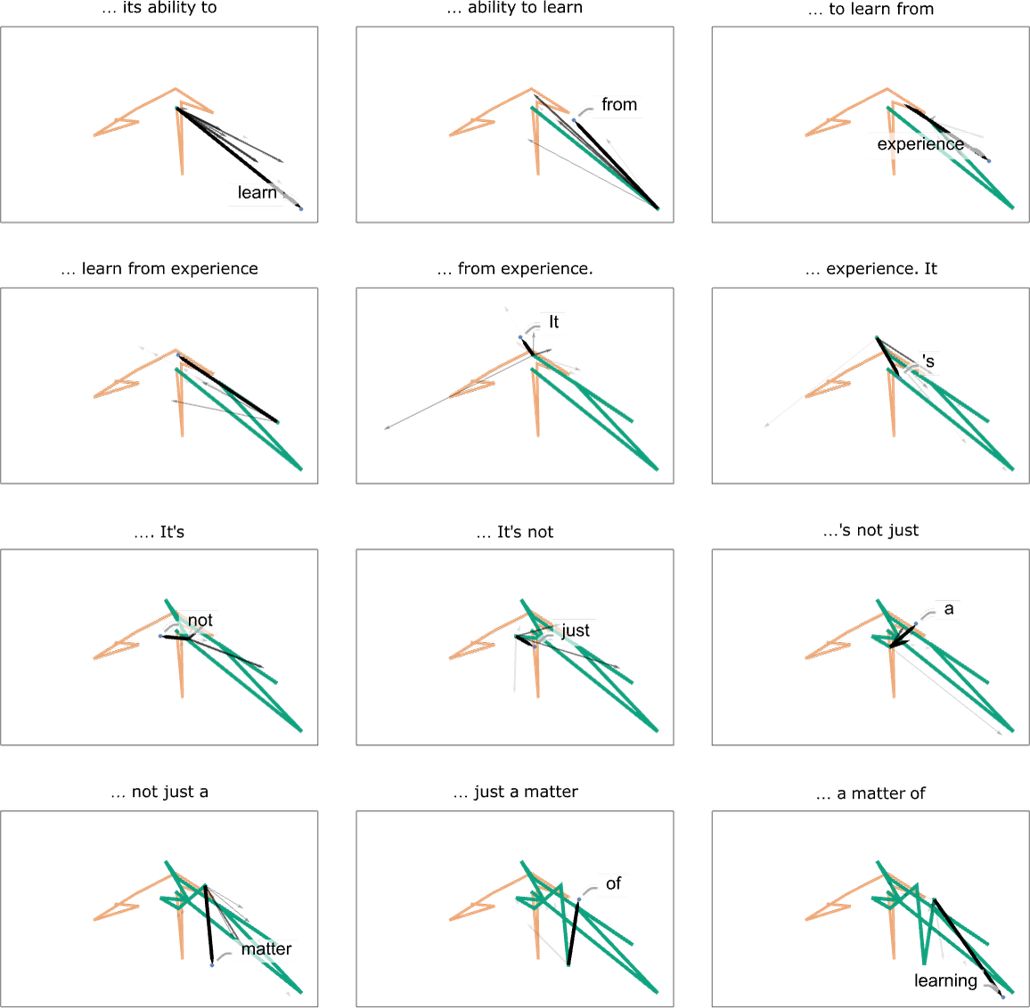 ... its ability to
... ability to learn
... to learn from
learn
from
experience
... learn from experience
... from experience.
... experience. It
It
's
.... It's
... It's not
...'s not just
not
just
a
... not just a
... just a matter
... a matter of
matter
of
learning